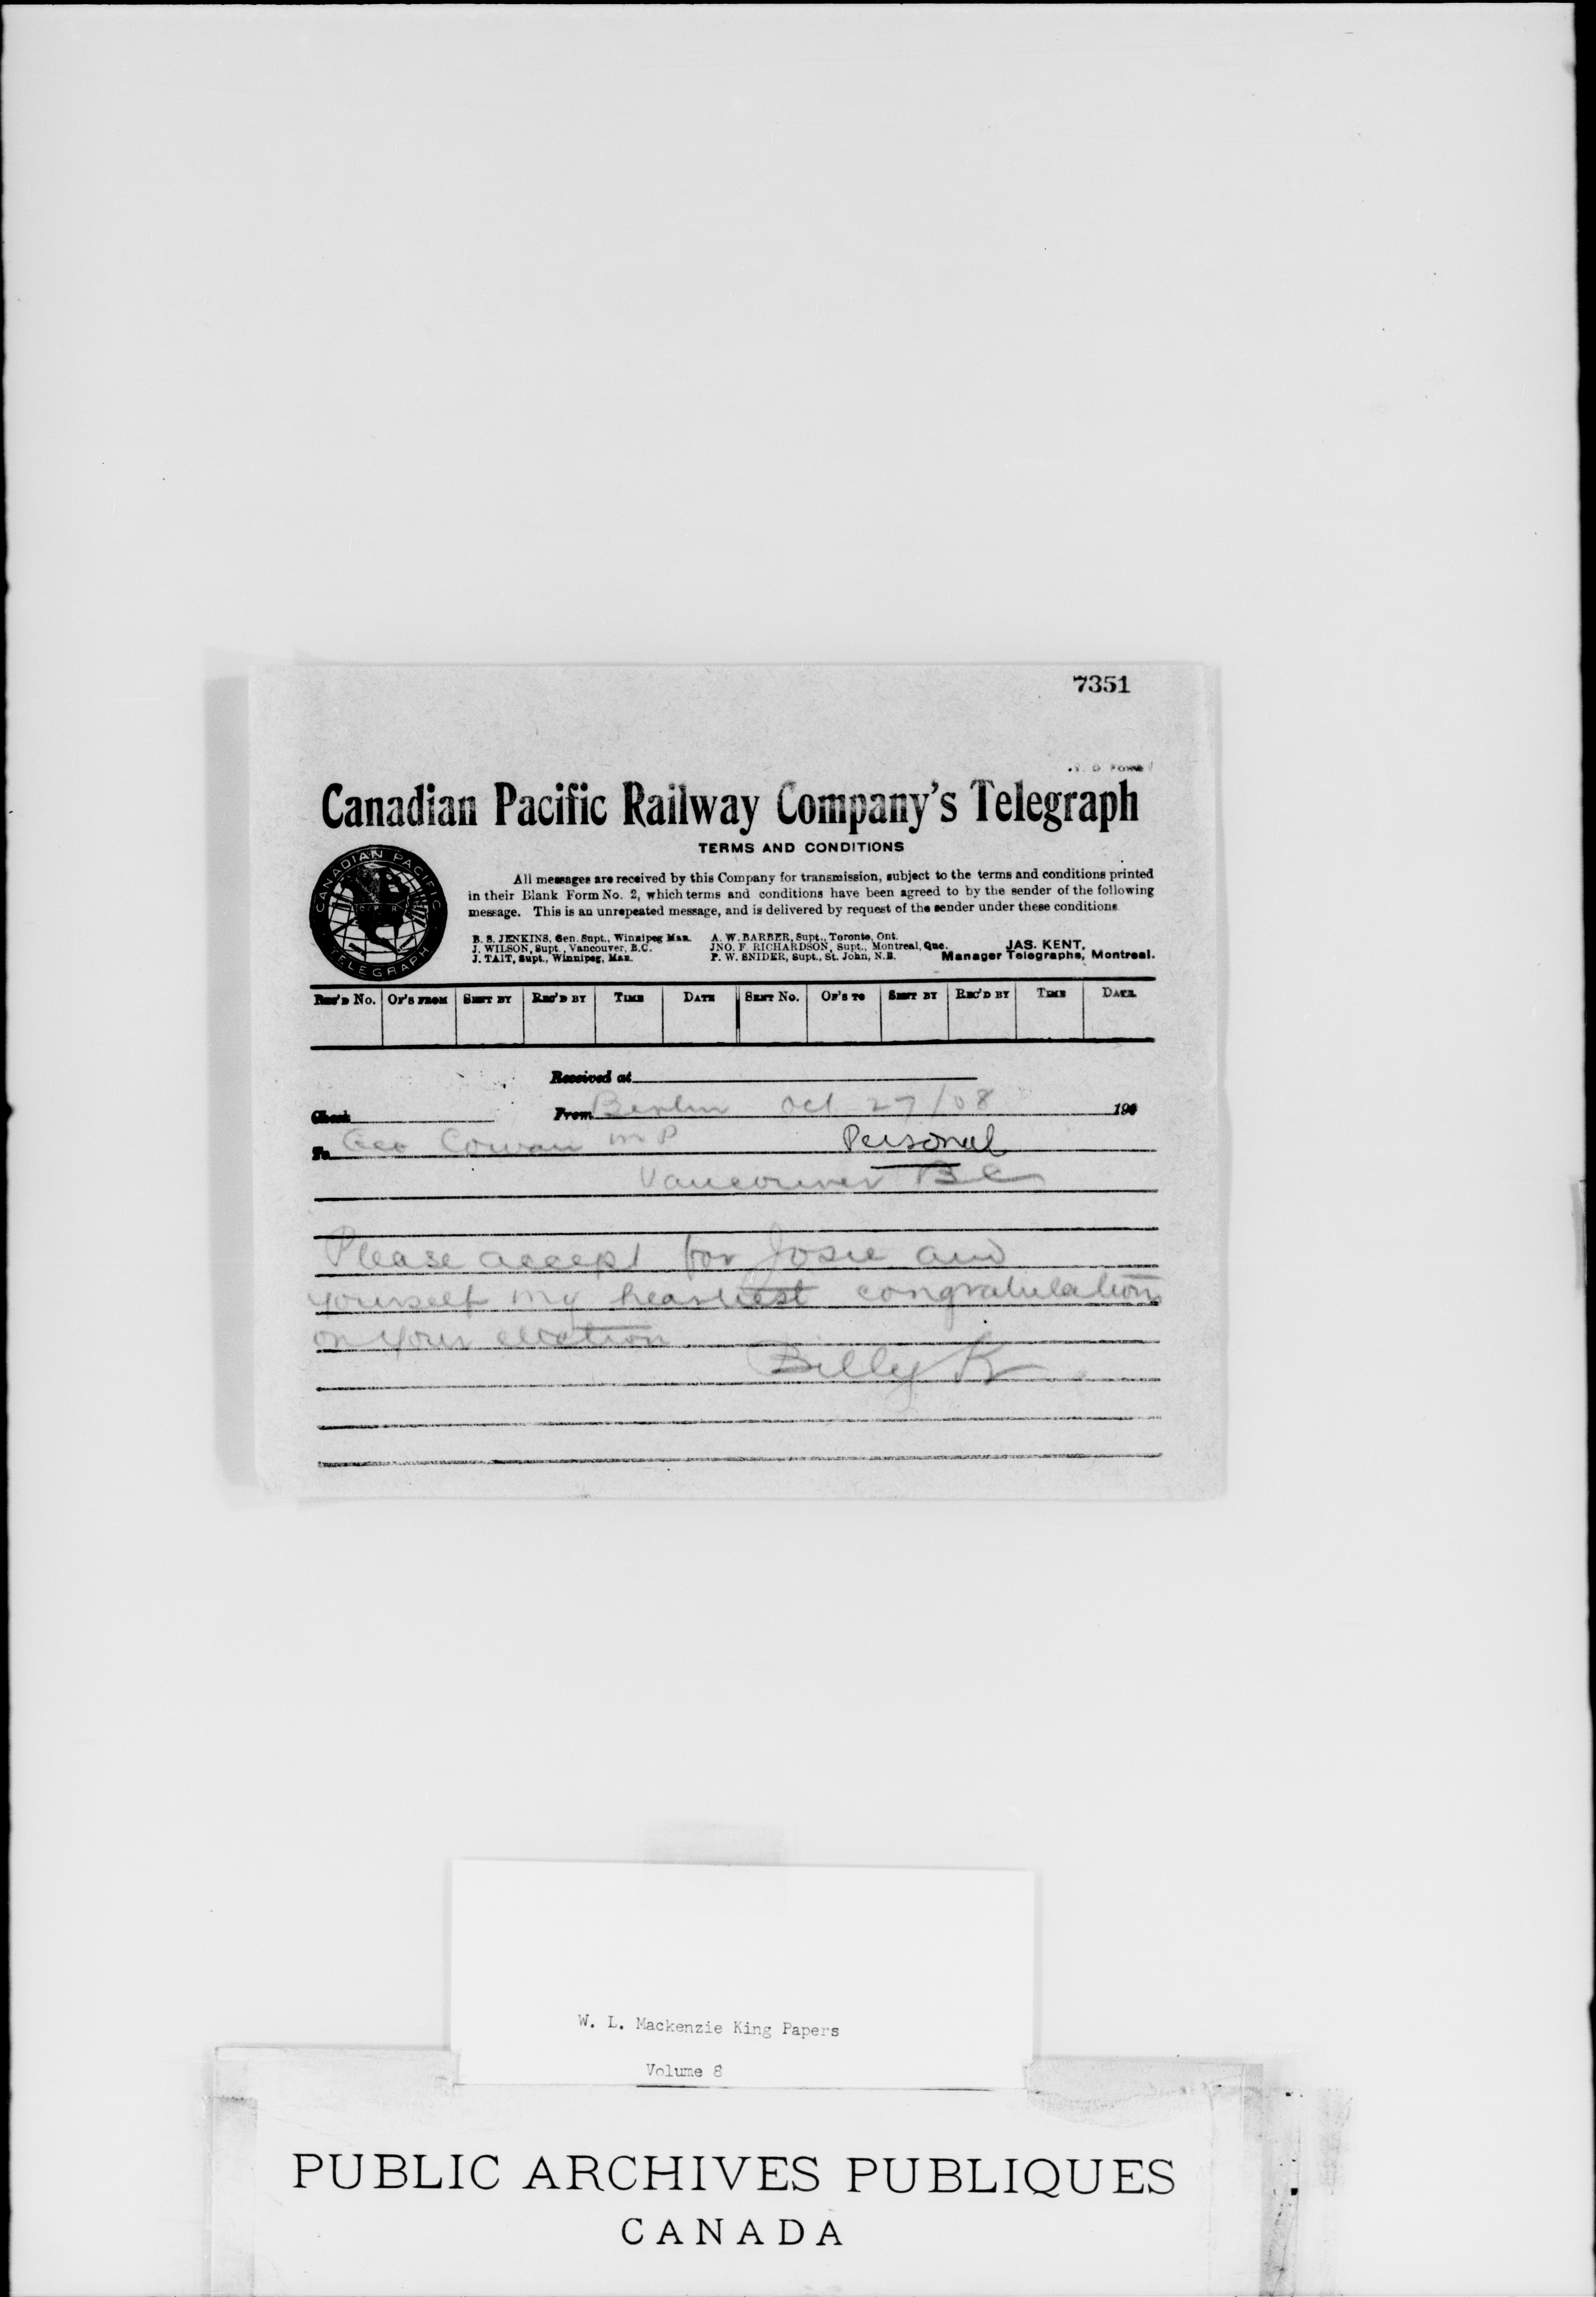 7351
Canadian Pacific Railway Company's Telegraph
TERMS AND CONDITIONS
CANADIAN PACIFIC
TELEGRAPH
All messages are received by this Company for transmission, subject to the terms and conditions printed
in their Blank Form No. 2, which terms and conditions have been agreed to by the sender of the following
message. This is an unrepeated message, and is delivered by request of the sender under these conditions
B. S. JENKINS, Gen. Supt., Winnipeg Man. A. W. BARBER, Supt., Toronto, Ont.
J. WILSON, Supt., Vancouver, B.C. JNO. F. RICHARDSON, Supt., Montreal, Que. JAS. KENT,
J. TAIT, Supt., Winnipeg, Man. P. W. SNIDER, Supt., St. John, N.B. Manager Telegraphs, Montreal.
Rec'd No. Of's from Sent by Rec'd by Time Date Sent No. Of's to Sent by Rec'd by Time Date
Received at
Check From Berlin Oct 27/08 190
To Geo Cowan MP Personal
Vancouver BC
Please accept for Josie and
yourself my heartiest congratulations
on your election
Billy K
W. L. Mackenzie King Papers
Volume 8
PUBLIC ARCHIVES PUBLIQUES
CANADA